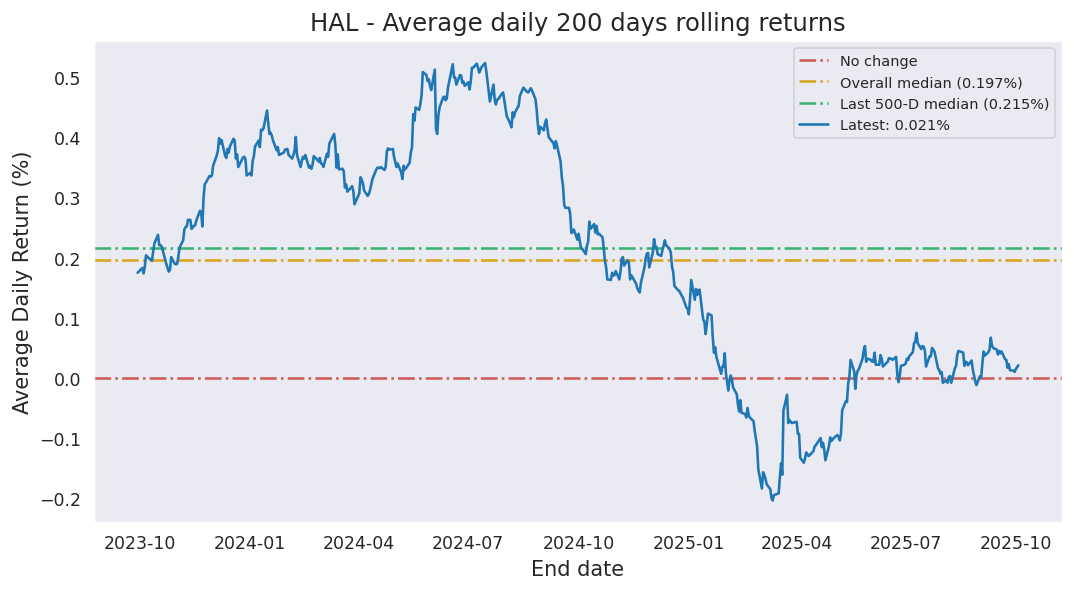 HAL - Average daily 200 days rolling returns
No change
Overall median (0.197%)
Last 500-D median (0.215%)
Latest: 0.021%
Average Daily Return (%)
0.5
0.4
0.3
0.2
0.1
0.0
−0.1
−0.2
2023-10 2024-01 2024-04 2024-07 2024-10 2025-01 2025-04 2025-07 2025-10
End date